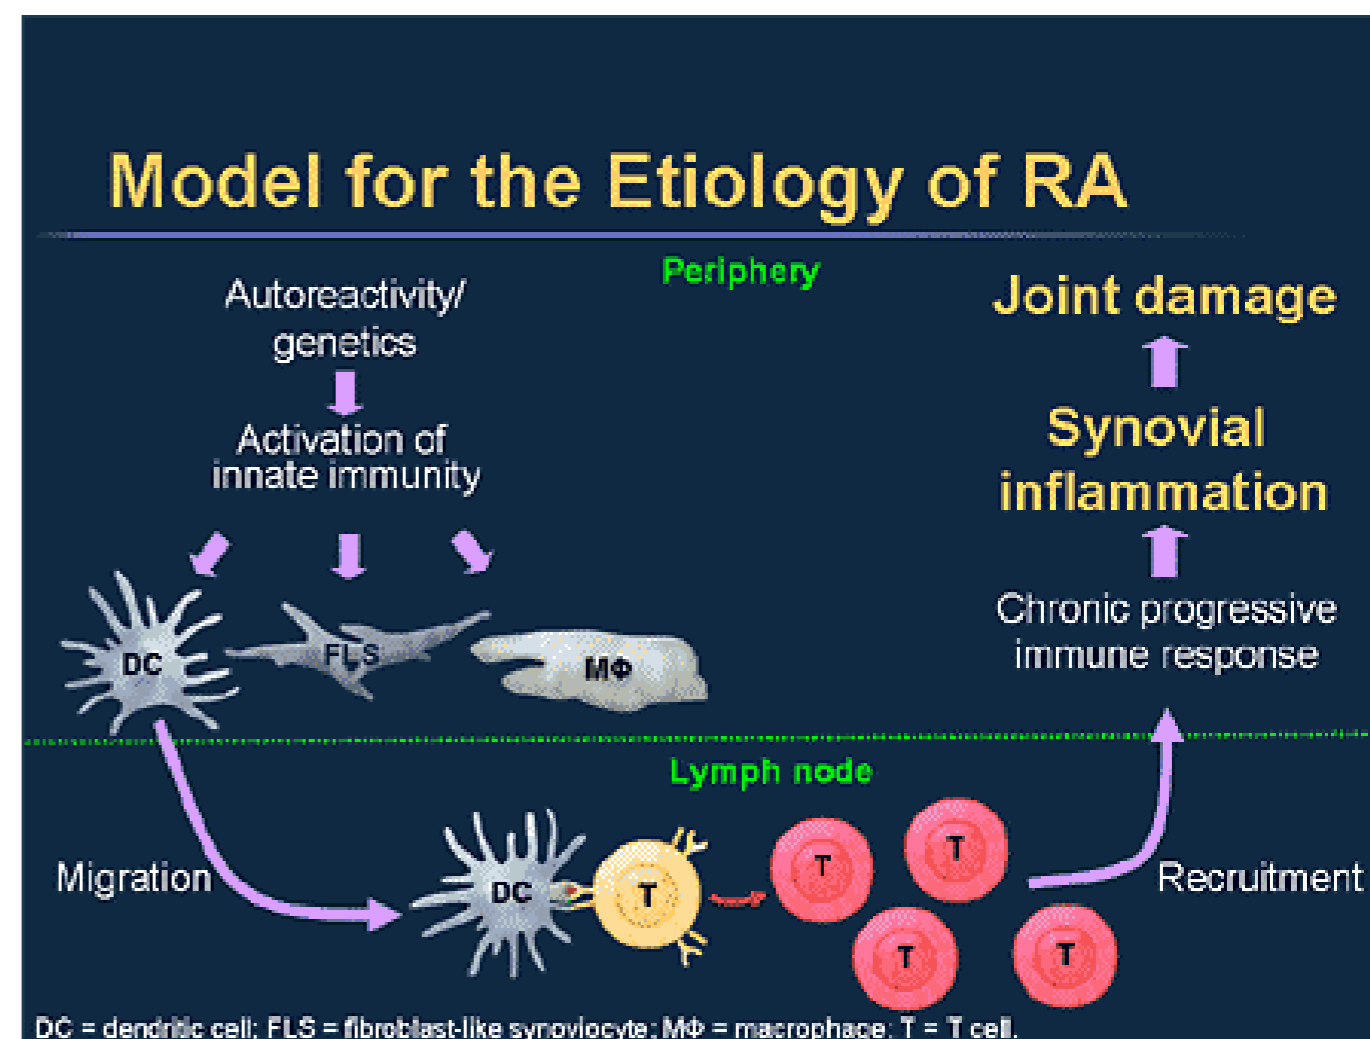 Model for the Etiology of RA
Periphery
Autoreactivity/
genetics
Activation of
innate immunity
DC
FLS
MΦ
Joint damage
Synovial
inflammation
Chronic progressive
immune response
Lymph node
Migration
DC
T
T
T
T
T
Recruitment
DC = dendritic cell; FLS = fibroblast-like synoviocyte; MΦ = macrophage; T = T cell.